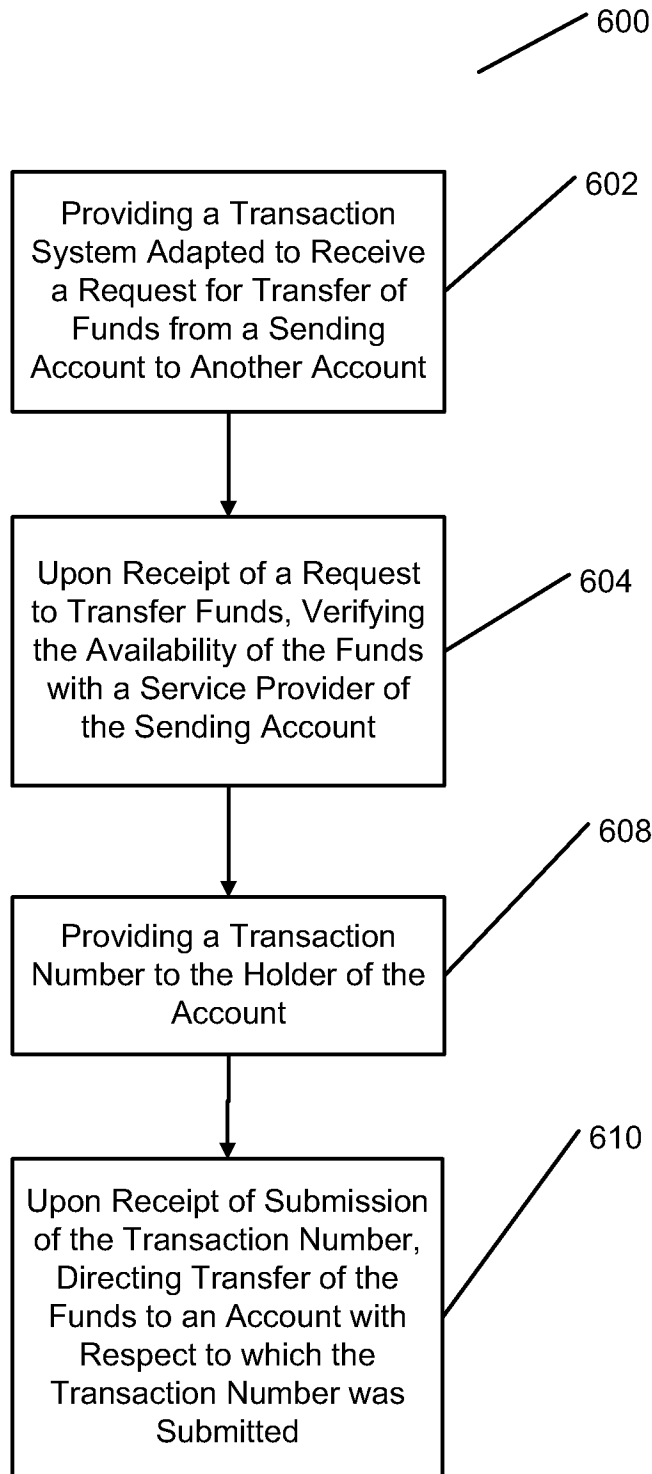 600
602
Providing a Transaction
System Adapted to Receive
a Request for Transfer of
Funds from a Sending
Account to Another Account
604
Upon Receipt of a Request
to Transfer Funds, Verifying
the Availability of the Funds
with a Service Provider of
the Sending Account
608
Providing a Transaction
Number to the Holder of the
Account
610
Upon Receipt of Submission
of the Transaction Number,
Directing Transfer of the
Funds to an Account with
Respect to which the
Transaction Number was
Submitted